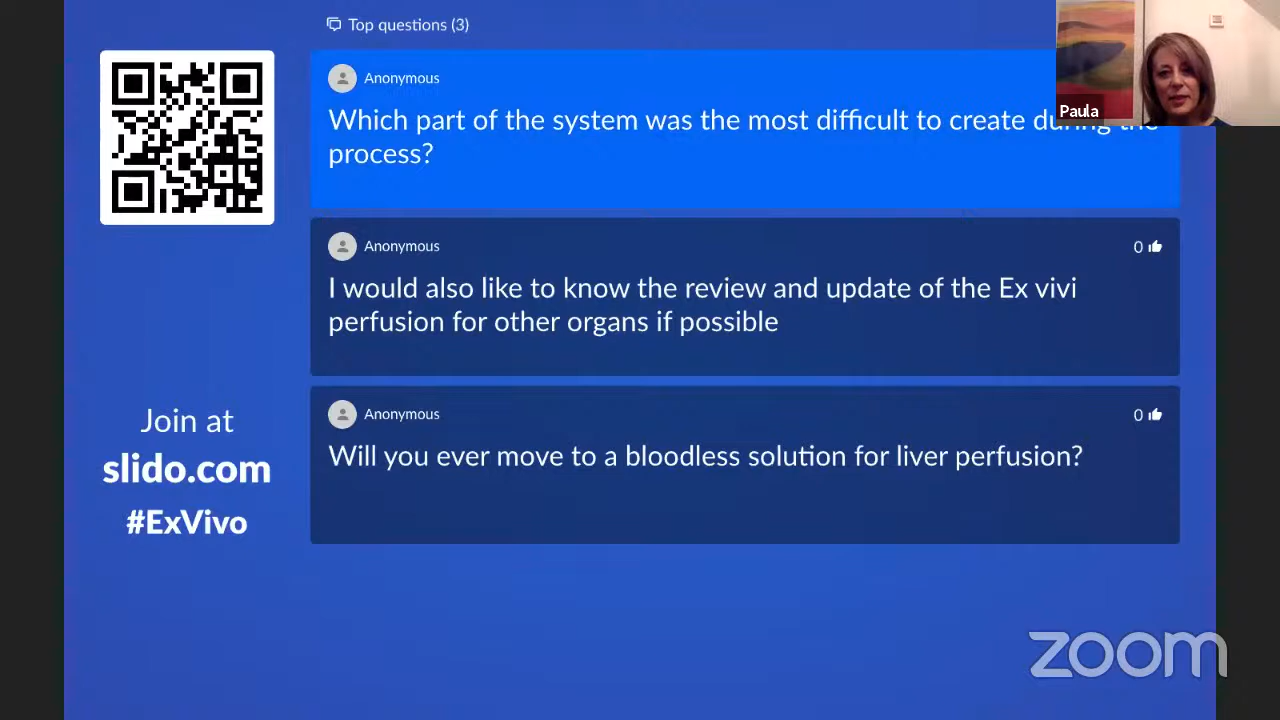 Top questions (3)
Anonymous
Which part of the system was the most difficult to create during the
process?
Paula
Anonymous
0
I would also like to know the review and update of the Ex vivi
perfusion for other organs if possible
Anonymous
0
Will you ever move to a bloodless solution for liver perfusion?
Join at
slido.com
#ExVivo
zoom